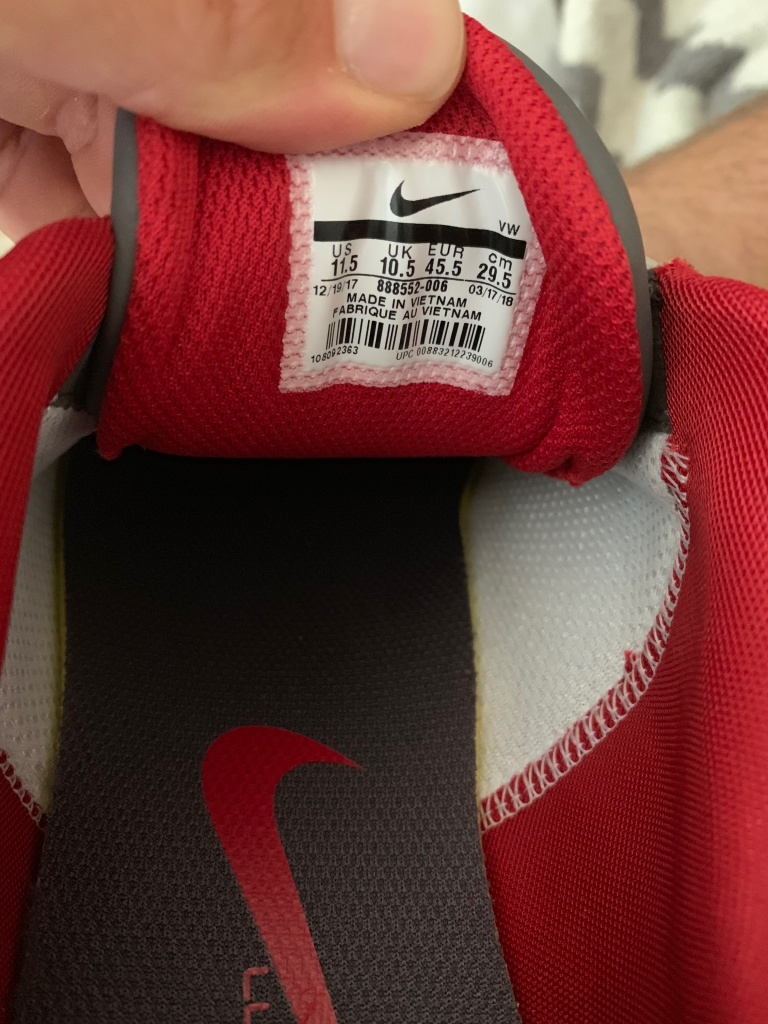 VW
US UK EUR cm
11.5 10.5 45.5 29.5
12/19/17 888552-006 03/17/18
MADE IN VIETNAM
FABRIQUE AU VIETNAM
108092363 UPC 00883212239006